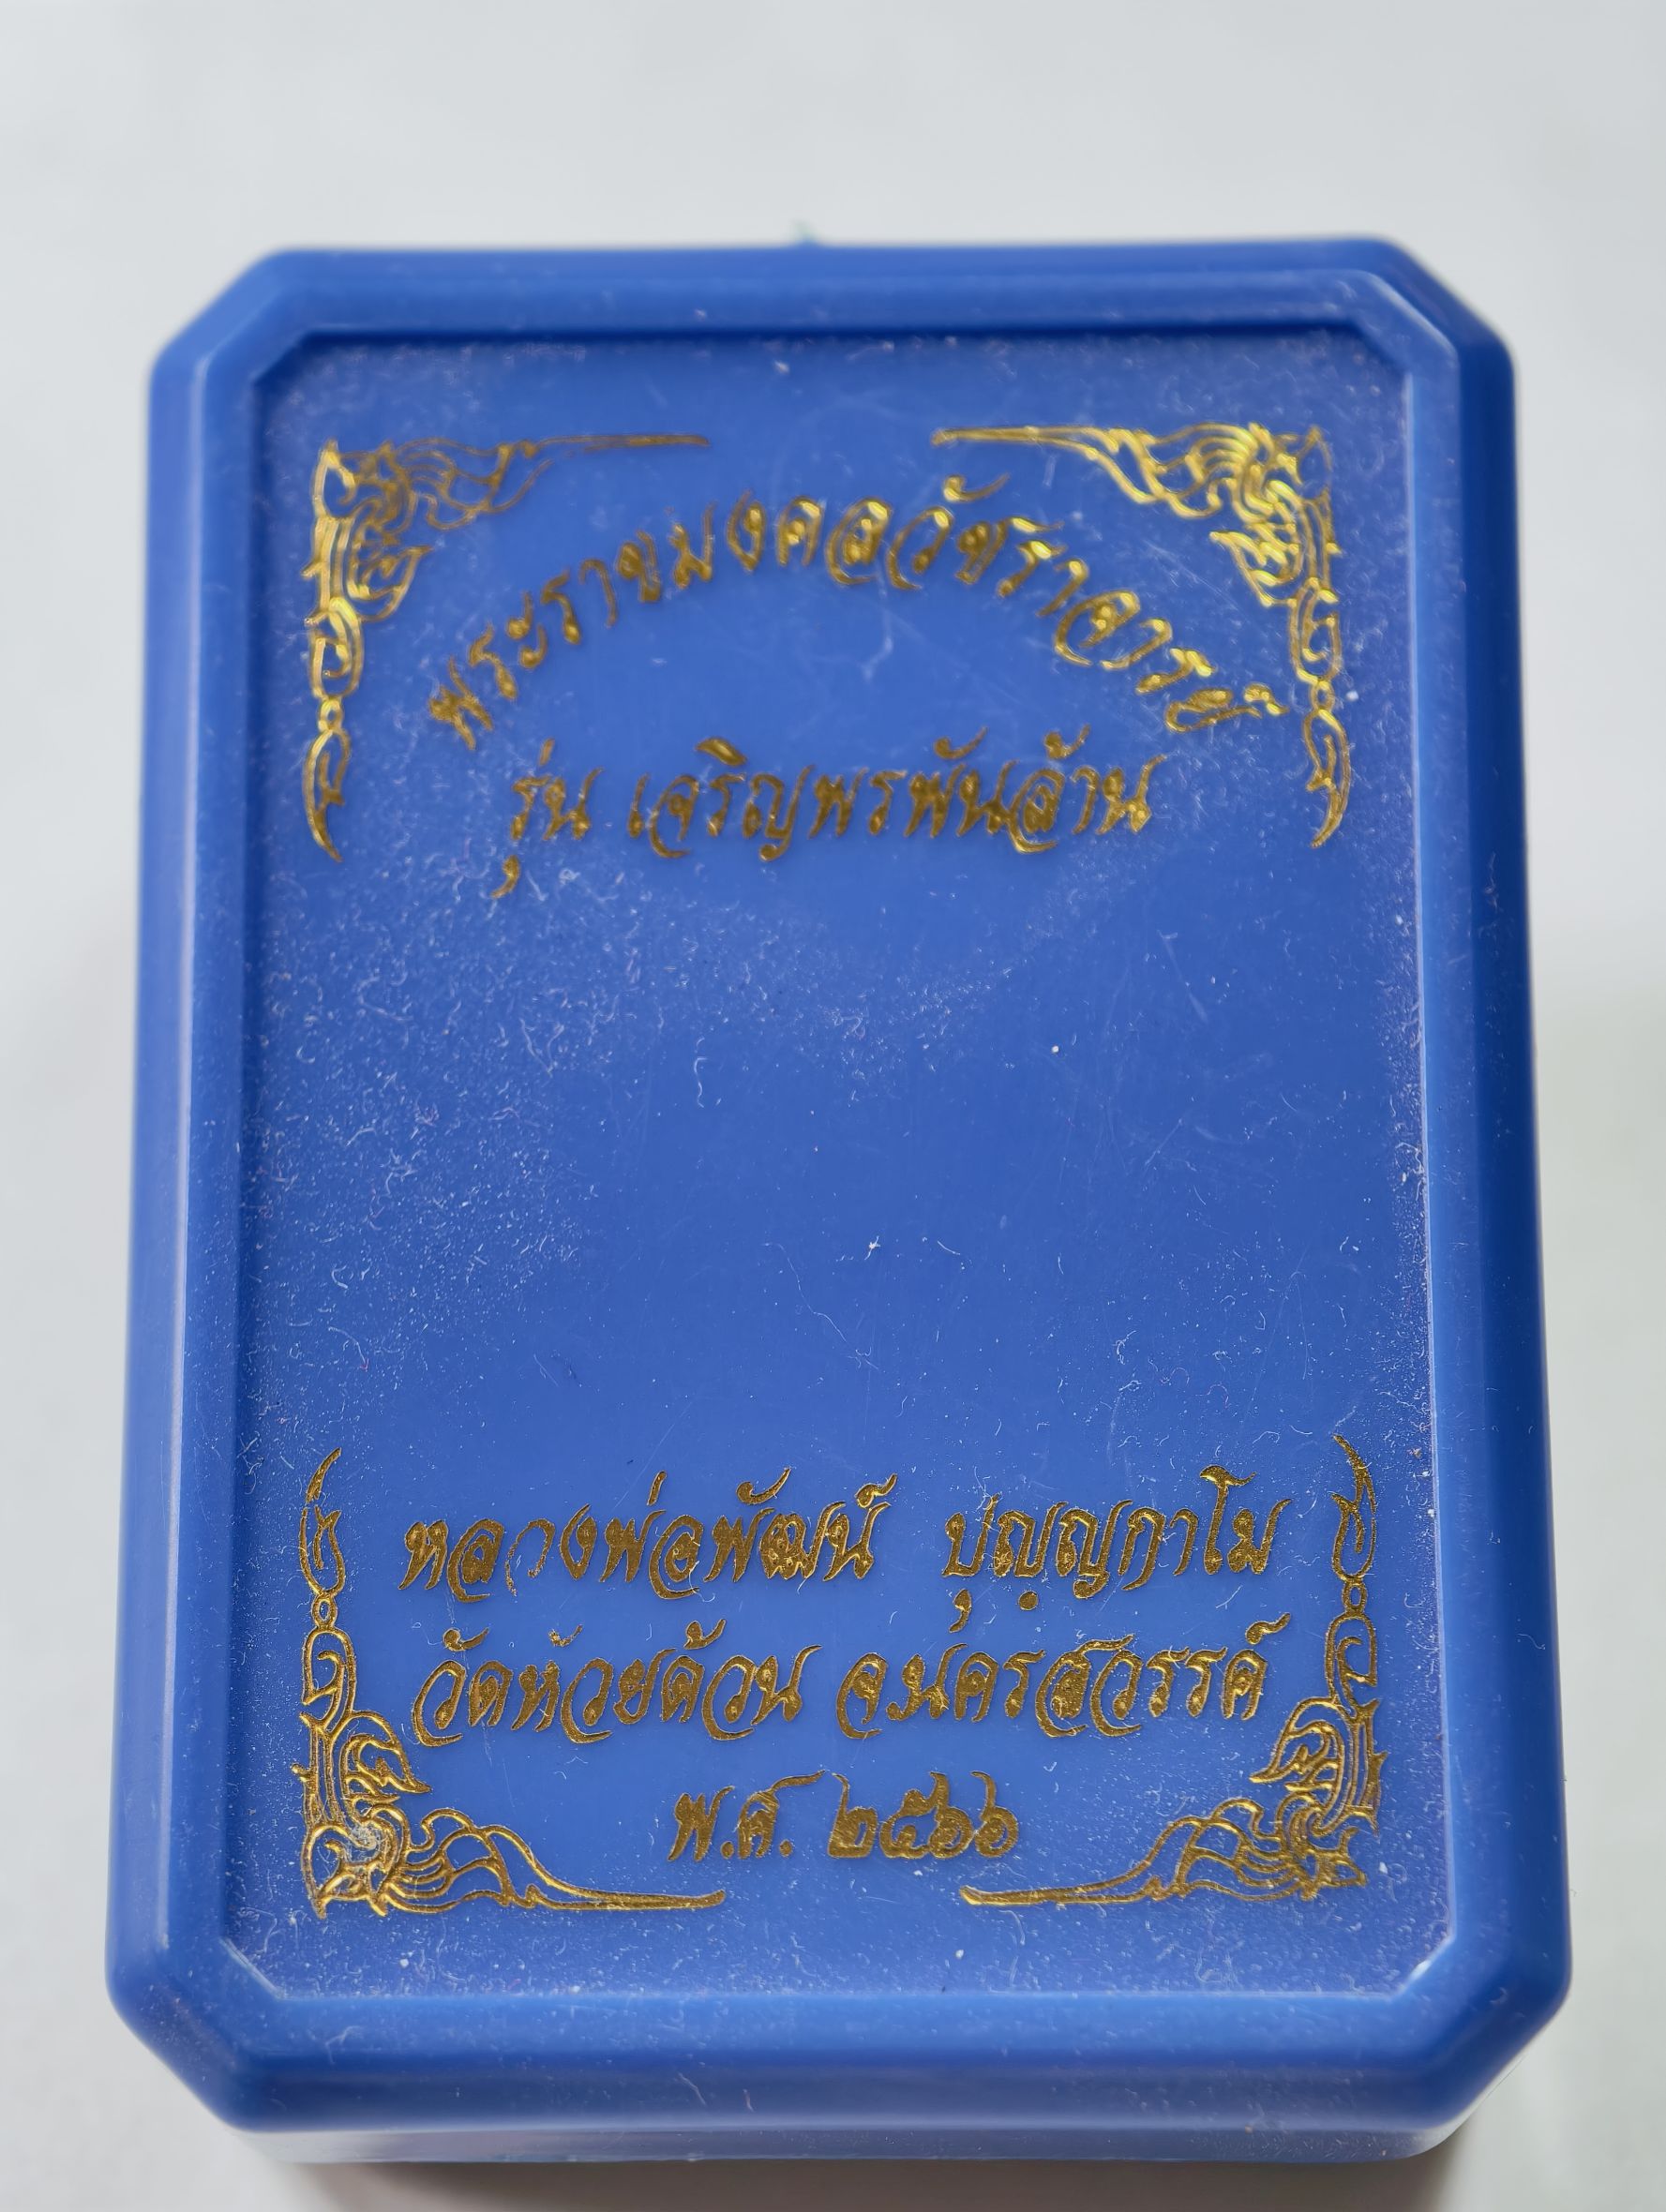 พระราชมงคลวัชราจารย์
รุ่น เจริญพรพันล้าน
หลวงพ่อพัฒน์ ปุญฺญกาโม
วัดห้วยด้วน จ.นครสวรรค์
พ.ศ. ๒๕๖๖